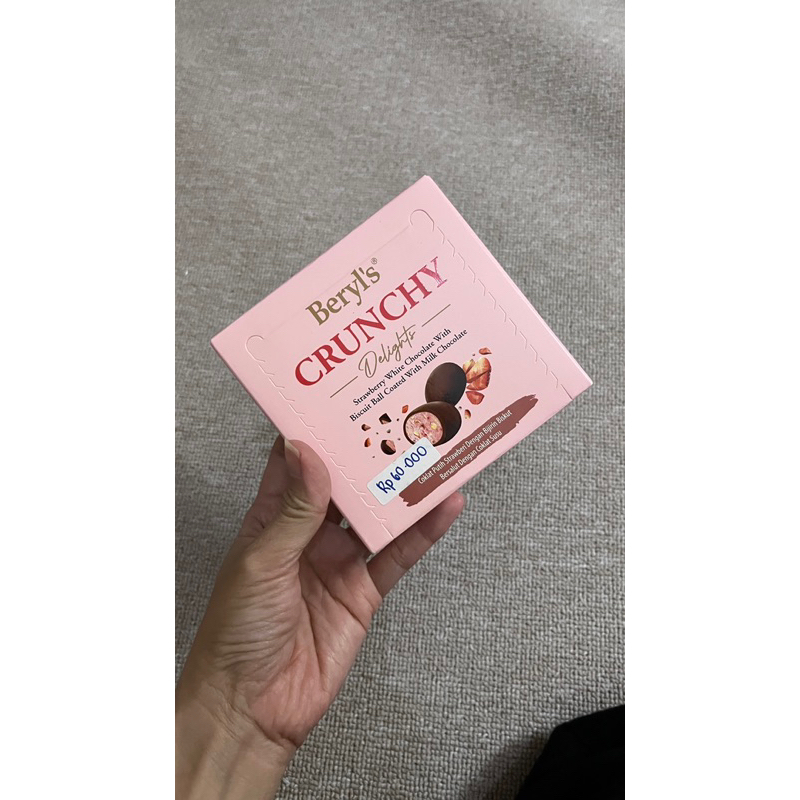 Beryl's®
CRUNCHY
Delights
Strawberry White Chocolate With
Biscuit Ball Coated With Milk Chocolate
Coklat Putih Strawberi Dengan Bijirin Biskut
Bersalut Dengan Coklat Susu
Rp 60.000